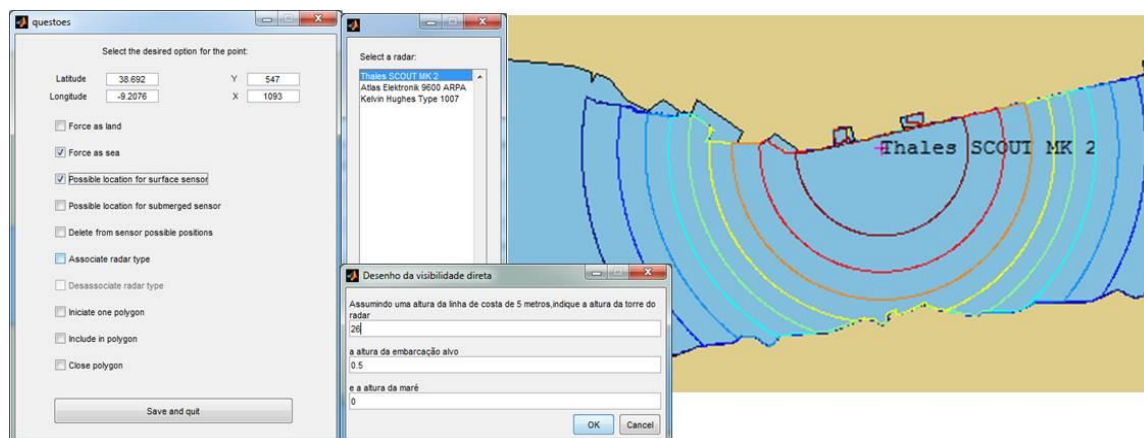 questoes
Select the desired option for the point:
Latitude 38.692 Y 547
Longitude -9.2076 X 1093
Force as land
Force as sea
Possible location for surface sensor
Possible location for submerged sensor
Delete from sensor possible positions
Associate radar type
Desassociate radar type
Iniciate one polygon
Include in polygon
Close polygon
Save and quit
Select a radar:
Thales SCOUT MK 2
Atlas Elektronik 9600 ARPA
Kelvin Hughes Type 1007
Desenho da visibilidade direta
Assumindo uma altura da linha de costa de 5 metros,indique a altura da torre do
radar
26
a altura da embarcação alvo
0.5
e a altura da maré
0
OK Cancel
Thales SCOUT MK 2